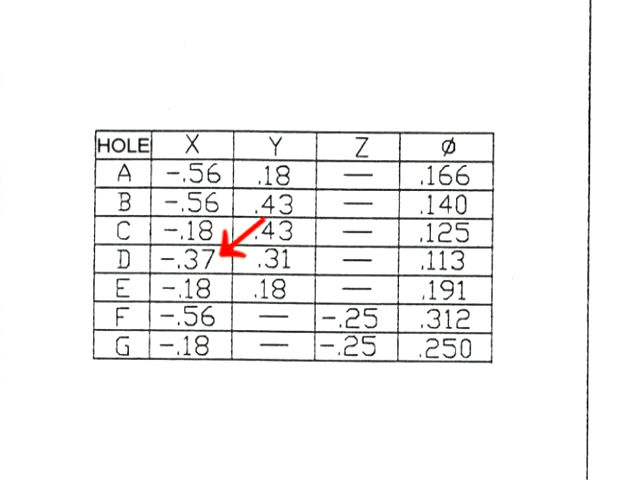 HOLE X Y Z Ø
A -.56 .18 — .166
B -.56 .43 — .140
C -.18 .43 — .125
D -.37 .31 — .113
E -.18 .18 — .191
F -.56 — -.25 .312
G -.18 — -.25 .250